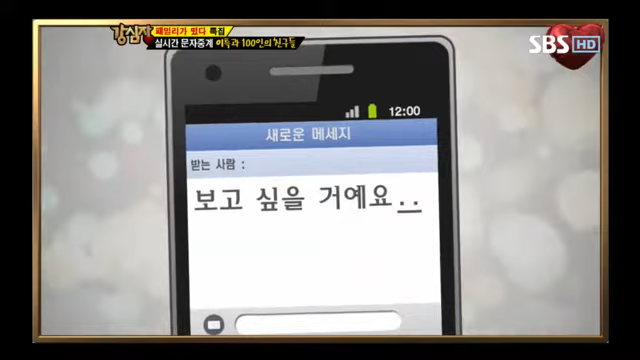 강심장 패밀리가 떴다 특집
실시간 문자중계 이특과 100인의 친구들
SBS HD
12:00
새로운 메세지
받는 사람 :
보고 싶을 거예요..